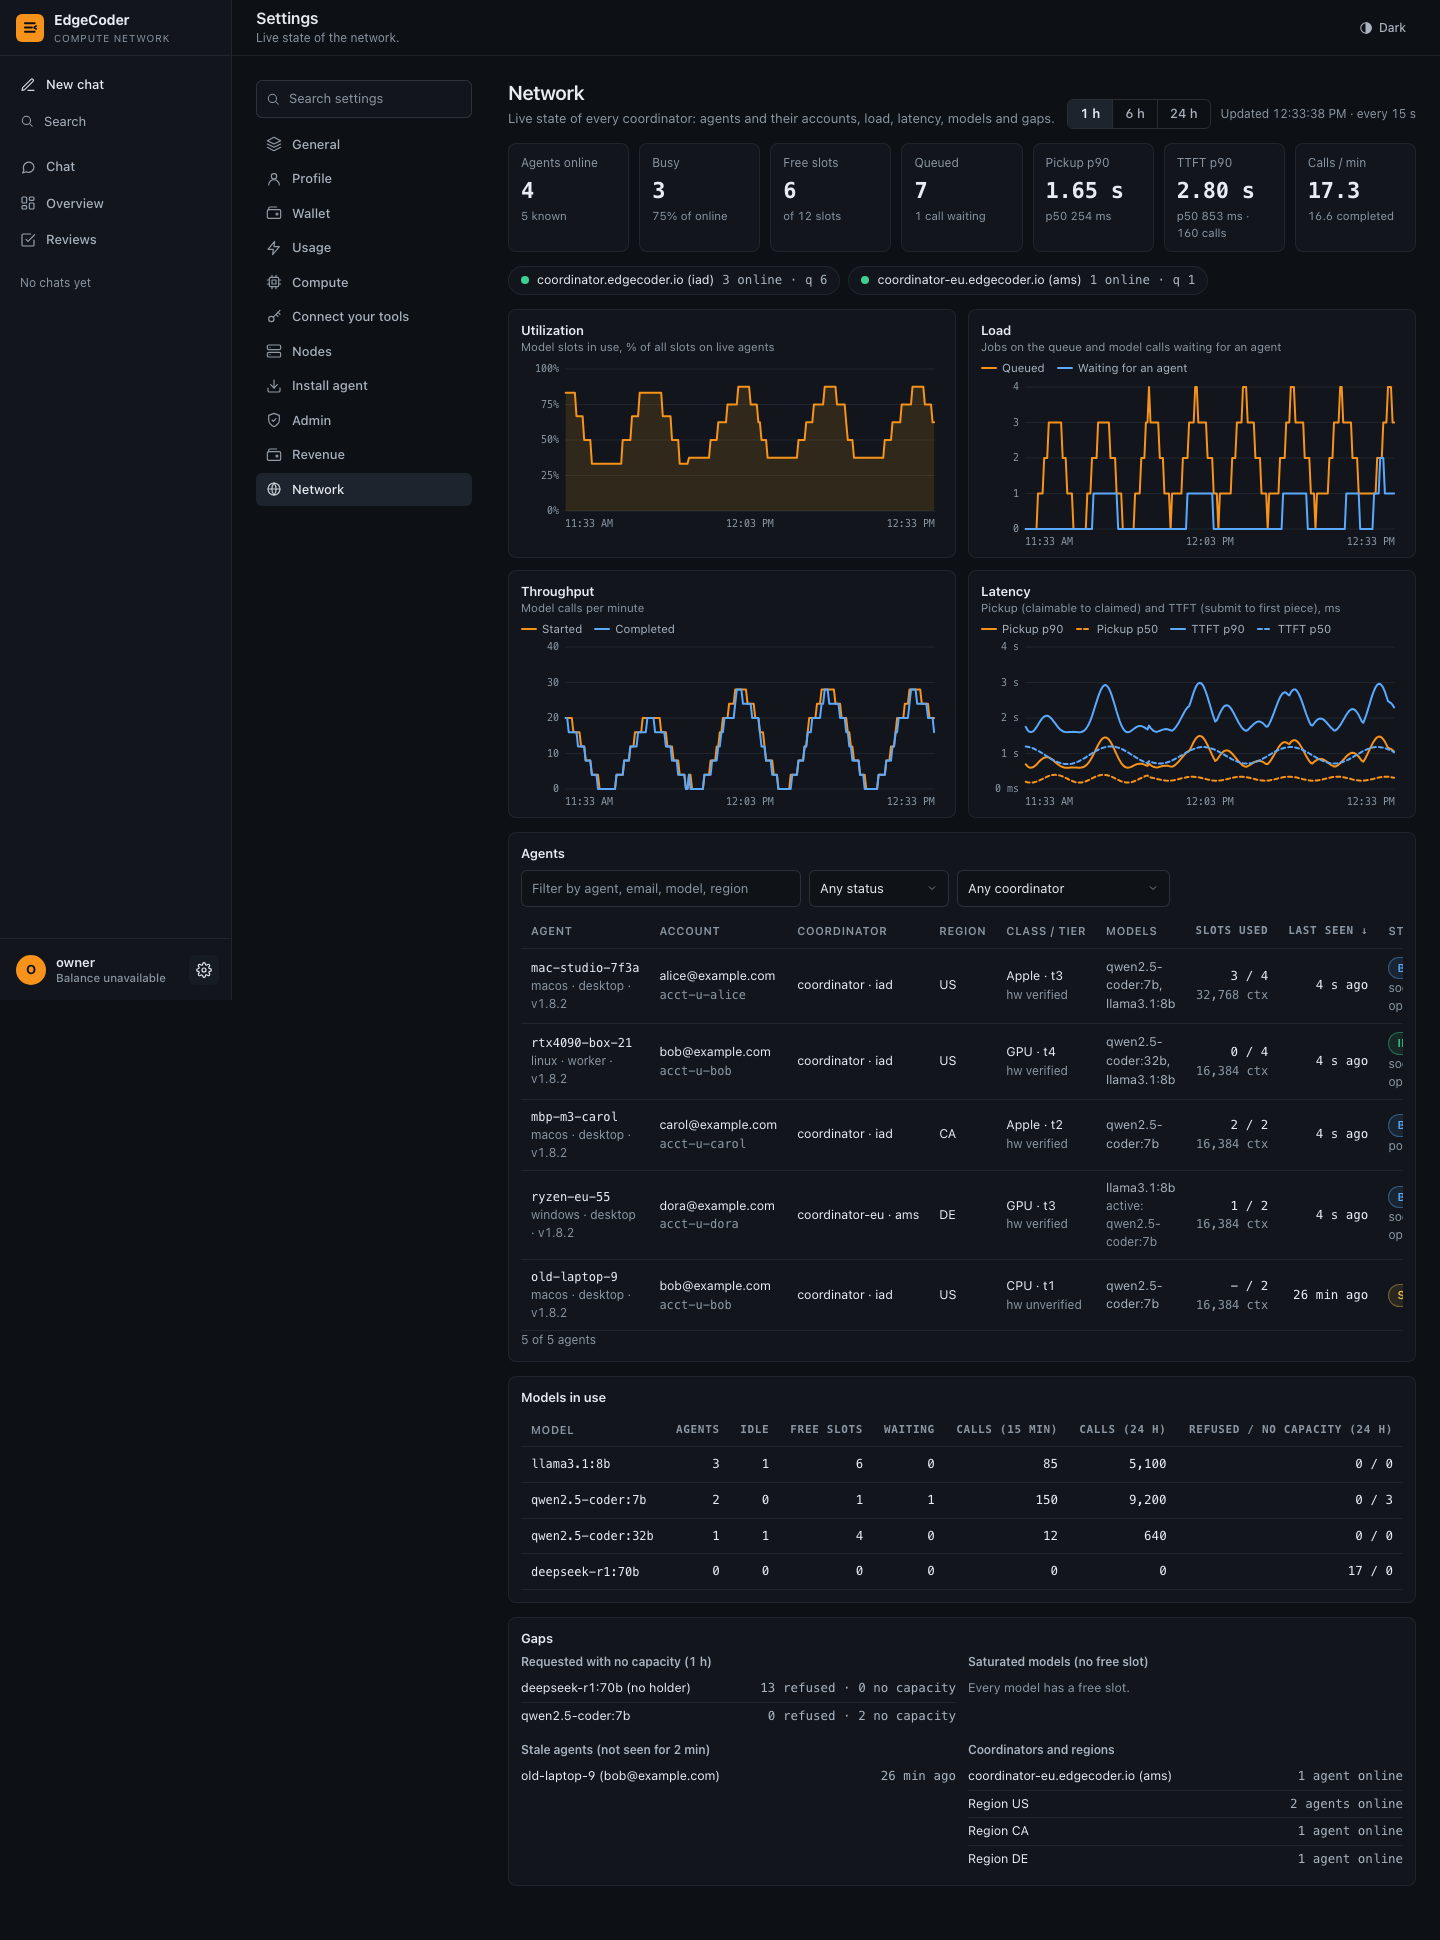 EdgeCoder
COMPUTE NETWORK
New chat
Search
Chat
Overview
Reviews
No chats yet
O
owner
Balance unavailable
Settings
Live state of the network.
Dark
Search settings
General
Profile
Wallet
Usage
Compute
Connect your tools
Nodes
Install agent
Admin
Revenue
Network
Network
Live state of every coordinator: agents and their accounts, load, latency, models and gaps.
1 h 6 h 24 h Updated 12:33:38 PM · every 15 s
Agents online
4
5 known
Busy
3
75% of online
Free slots
6
of 12 slots
Queued
7
1 call waiting
Pickup p90
1.65 s
p50 254 ms
TTFT p90
2.80 s
p50 853 ms ·
160 calls
Calls / min
17.3
16.6 completed
coordinator.edgecoder.io (iad) 3 online · q 6
coordinator-eu.edgecoder.io (ams) 1 online · q 1
Utilization
Model slots in use, % of all slots on live agents
100%
75%
50%
25%
0%
11:33 AM 12:03 PM 12:33 PM
Load
Jobs on the queue and model calls waiting for an agent
Queued Waiting for an agent
4
3
2
1
0
11:33 AM 12:03 PM 12:33 PM
Throughput
Model calls per minute
Started Completed
40
30
20
10
0
11:33 AM 12:03 PM 12:33 PM
Latency
Pickup (claimable to claimed) and TTFT (submit to first piece), ms
Pickup p90 Pickup p50 TTFT p90 TTFT p50
4 s
3 s
2 s
1 s
0 ms
11:33 AM 12:03 PM 12:33 PM
Agents
Filter by agent, email, model, region
Any status
Any coordinator
AGENT ACCOUNT COORDINATOR REGION CLASS / TIER MODELS SLOTS USED LAST SEEN ↓ ST
mac-studio-7f3a
macos · desktop ·
v1.8.2
alice@example.com
acct-u-alice
coordinator · iad
US
Apple · t3
hw verified
qwen2.5-
coder:7b,
llama3.1:8b
3 / 4
32,768 ctx
4 s ago
B
so
op
rtx4090-box-21
linux · worker ·
v1.8.2
bob@example.com
acct-u-bob
coordinator · iad
US
GPU · t4
hw verified
qwen2.5-
coder:32b,
llama3.1:8b
0 / 4
16,384 ctx
4 s ago
so
op
mbp-m3-carol
macos · desktop ·
v1.8.2
carol@example.com
acct-u-carol
coordinator · iad
CA
Apple · t2
hw verified
qwen2.5-
coder:7b
2 / 2
16,384 ctx
4 s ago
B
po
ryzen-eu-55
windows · desktop
· v1.8.2
dora@example.com
acct-u-dora
coordinator-eu · ams
DE
GPU · t3
hw verified
llama3.1:8b
active:
qwen2.5-
coder:7b
1 / 2
16,384 ctx
4 s ago
B
so
op
old-laptop-9
macos · desktop ·
v1.8.2
bob@example.com
acct-u-bob
coordinator · iad
US
CPU · t1
hw unverified
qwen2.5-
coder:7b
– / 2
16,384 ctx
26 min ago
S
5 of 5 agents
Models in use
MODEL AGENTS IDLE FREE SLOTS WAITING CALLS (15 MIN) CALLS (24 H) REFUSED / NO CAPACITY (24 H)
llama3.1:8b 3 1 6 0 85 5,100 0 / 0
qwen2.5-coder:7b 2 0 1 1 150 9,200 0 / 3
qwen2.5-coder:32b 1 1 4 0 12 640 0 / 0
deepseek-r1:70b 0 0 0 0 0 0 17 / 0
Gaps
Requested with no capacity (1 h)
deepseek-r1:70b (no holder) 13 refused · 0 no capacity
qwen2.5-coder:7b 0 refused · 2 no capacity
Saturated models (no free slot)
Every model has a free slot.
Stale agents (not seen for 2 min)
old-laptop-9 (bob@example.com) 26 min ago
Coordinators and regions
coordinator-eu.edgecoder.io (ams) 1 agent online
Region US 2 agents online
Region CA 1 agent online
Region DE 1 agent online